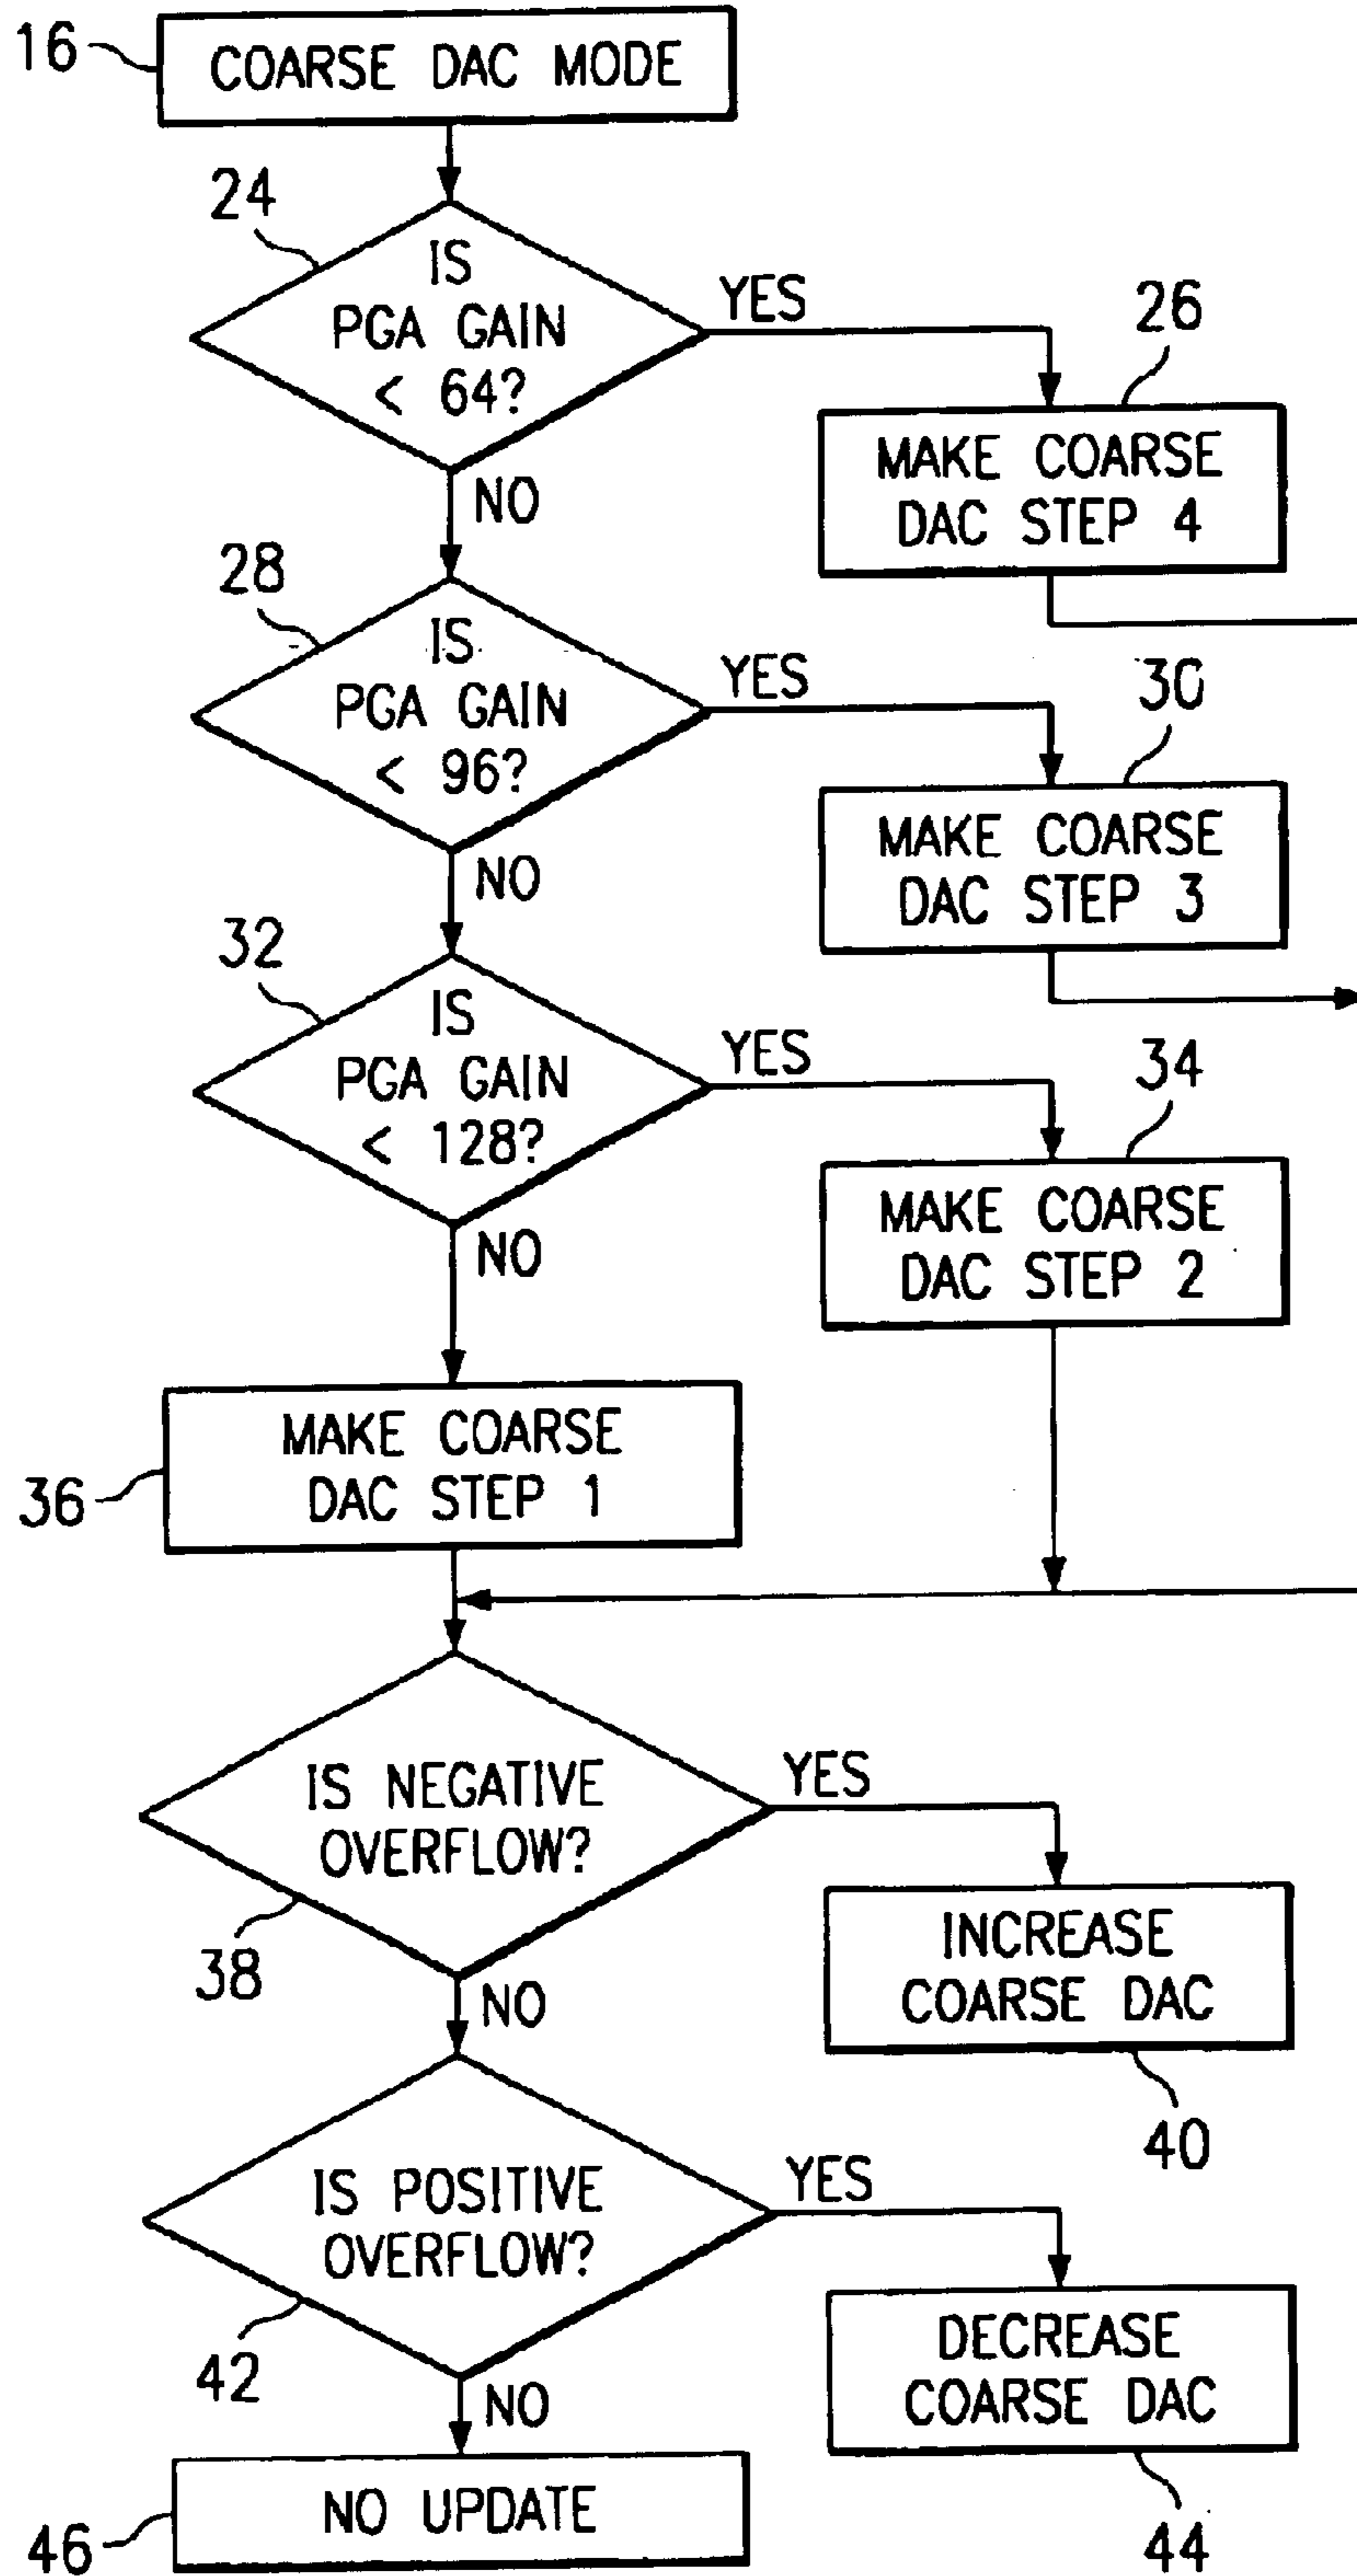 16
COARSE DAC MODE
24
IS
PGA GAIN
< 64?
YES
NO
26
MAKE COARSE
DAC STEP 4
28
IS
PGA GAIN
< 96?
YES
NO
30
MAKE COARSE
DAC STEP 3
32
IS
PGA GAIN
< 128?
YES
NO
34
MAKE COARSE
DAC STEP 2
36
MAKE COARSE
DAC STEP 1
38
IS NEGATIVE
OVERFLOW?
YES
NO
INCREASE
COARSE DAC
40
42
IS POSITIVE
OVERFLOW?
YES
NO
DECREASE
COARSE DAC
44
46
NO UPDATE